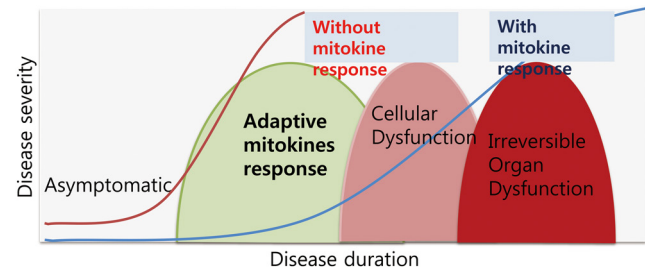 Without
mitokine
response
With
mitokine
response
Disease severity
Asymptomatic
Adaptive
mitokines
response
Cellular
Dysfunction
Irreversible
Organ
Dysfunction
Disease duration